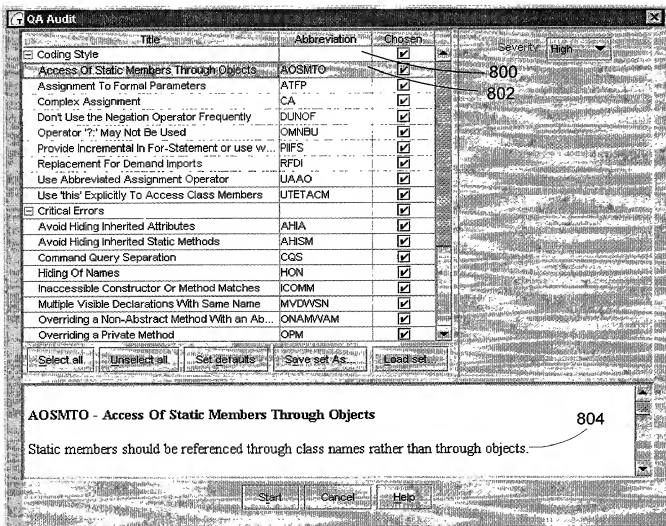 QA Audit
Title Abbreviation Chosen
Severity: High
Coding Style
800
Access Of Static Members Through Objects AOSMTO
802
Assignment To Formal Parameters ATFP
Complex Assignment CA
Don't Use the Negation Operator Frequently DUNOF
Operator '?:' May Not Be Used OMNBU
Provide Incremental In For-Statement or use w... PIIFS
Replacement For Demand Imports RFDI
Use Abbreviated Assignment Operator UAAO
Use 'this' Explicitly To Access Class Members UTETACM
Critical Errors
Avoid Hiding Inherited Attributes AHIA
Avoid Hiding Inherited Static Methods AHISM
Command Query Separation CQS
Hiding Of Names HON
Inaccessible Constructor Or Method Matches ICOMM
Multiple Visible Declarations With Same Name MVDWSN
Overriding a Non-Abstract Method With an Ab... ONAMWAM
Overriding a Private Method OPM
Select all Unselect all Set defaults Save set As... Load set...
AOSMTO - Access Of Static Members Through Objects
804
Static members should be referenced through class names rather than through objects.
Start Cancel Help